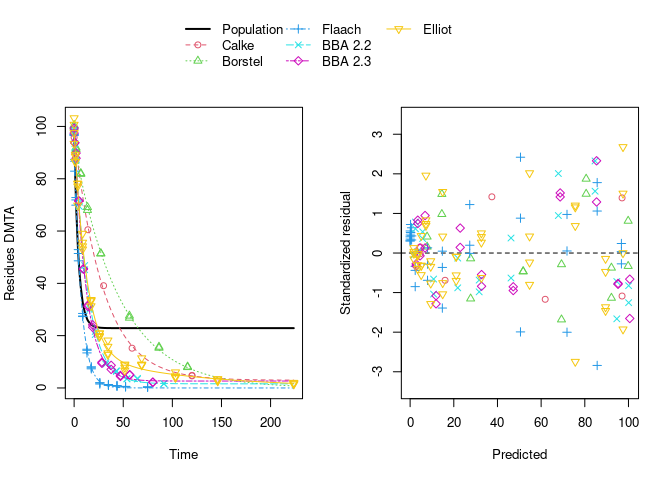 Population Flaach Elliot
Calke BBA 2.2
Borstel BBA 2.3
Residues DMTA
0 20 40 60 80 100
0 50 100 150 200
Time
Standardized residual
-3 -2 -1 0 1 2 3
0 20 40 60 80 100
Predicted